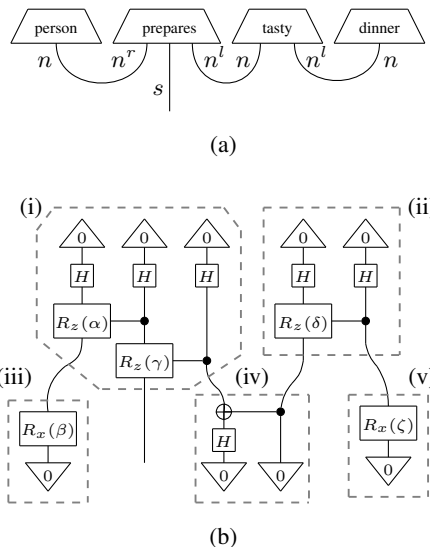 person prepares tasty dinner
n n^r n^l n n^l n
s
(a)
(i) (ii
0 0 0 0 0
H H H H H
R_z(α) R_z(δ)
R_z(γ)
(iii) (iv) (v)
R_x(β) R_x(ζ)
H
0 0 0 0
(b)